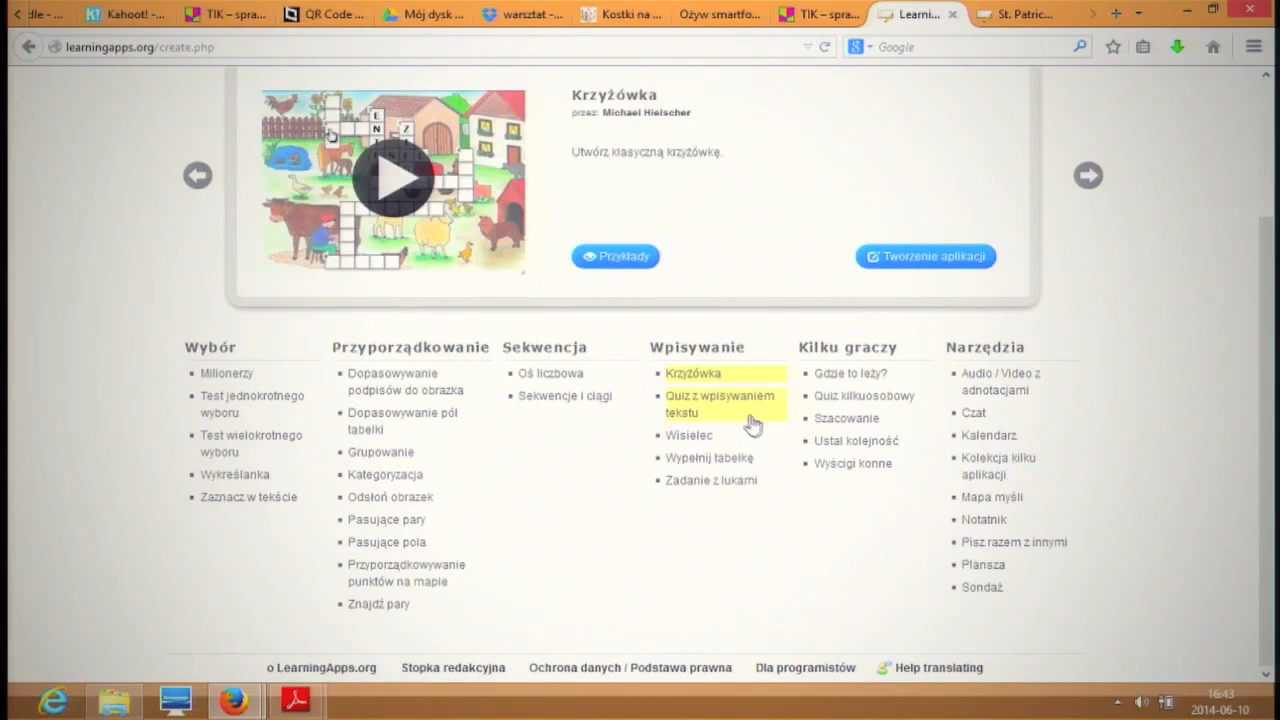 dle - ...
Kahoot! -...
TIK – spra...
QR Code ...
Mój dysk ...
warsztat -...
Kostki na ...
Ożyw smartfo...
TIK – spra...
Learni...
St. Patric...
learningapps.org/create.php
Google
Krzyżówka
przez: Michael Hielscher
Utwórz klasyczną krzyżówkę.
Przykłady
Tworzenie aplikacji
Wybór
Milionerzy
Test jednokrotnego
wyboru
Test wielokrotnego
wyboru
Wykreślanka
Zaznacz w tekście
Przyporządkowanie
Dopasowywanie
podpisów do obrazka
Dopasowywanie pól
tabelki
Grupowanie
Kategoryzacja
Odsłoń obrazek
Pasujące pary
Pasujące pola
Przyporządkowywanie
punktów na mapie
Znajdź pary
Sekwencja
Oś liczbowa
Sekwencje i ciągi
Wpisywanie
Krzyżówka
Quiz z wpisywaniem
tekstu
Wisielec
Wypełnij tabelkę
Zadanie z lukami
Kilku graczy
Gdzie to leży?
Quiz kilkuosobowy
Szacowanie
Ustal kolejność
Wyścigi konne
Narzędzia
Audio / Video z
adnotacjami
Czat
Kalendarz
Kolekcja kilku
aplikacji
Mapa myśli
Notatnik
Pisz razem z innymi
Plansza
Sondaż
o LearningApps.org
Stopka redakcyjna
Ochrona danych / Podstawa prawna
Dla programistów
Help translating
16:43
2014-06-10